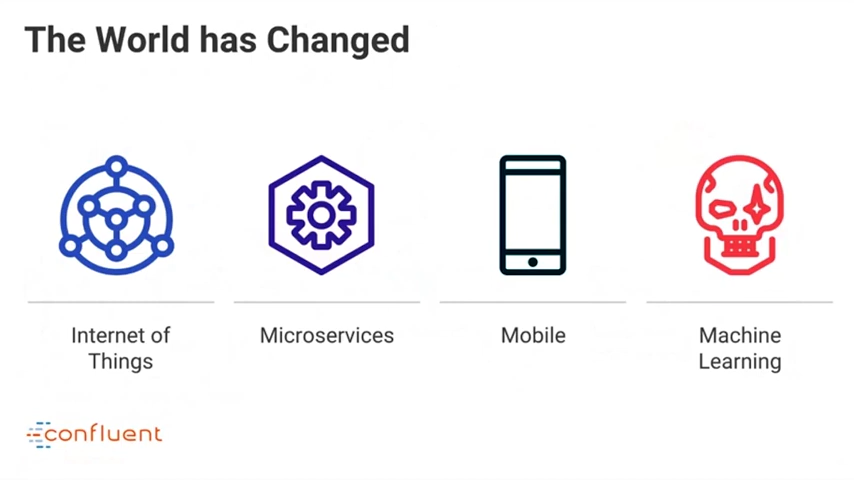 The World has Changed
Internet of
Things
Microservices
Mobile
Machine
Learning
confluent